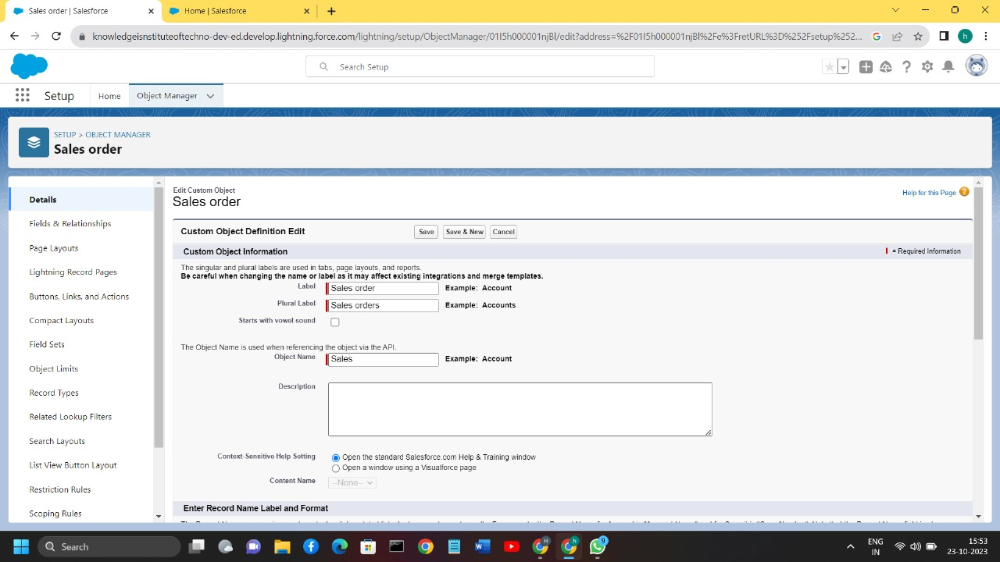 Sales order | Salesforce
Home | Salesforce
knowledgeisnstituteoftechno-dev-ed.develop.lightning.force.com/lightning/setup/ObjectManager/01I5h000001njBl/edit?address=%2F01I5h000001njBl%2Fe%3FretURL%3D%252Fsetup%252...
h
Search Setup
Setup
Home
Object Manager
SETUP > OBJECT MANAGER
Sales order
Details
Fields & Relationships
Page Layouts
Lightning Record Pages
Buttons, Links, and Actions
Compact Layouts
Field Sets
Object Limits
Record Types
Related Lookup Filters
Search Layouts
List View Button Layout
Restriction Rules
Scoping Rules
Edit Custom Object
Sales order
Help for this Page
Custom Object Definition Edit
Save
Save & New
Cancel
Custom Object Information
= Required Information
The singular and plural labels are used in tabs, page layouts, and reports.
Be careful when changing the name or label as it may affect existing integrations and merge templates.
Label Sales order Example: Account
Plural Label Sales orders Example: Accounts
Starts with vowel sound
The Object Name is used when referencing the object via the API.
Object Name Sales Example: Account
Description
Context-Sensitive Help Setting Open the standard Salesforce.com Help & Training window
Open a window using a Visualforce page
Content Name --None--
Enter Record Name Label and Format
Search
H
h
9
ENG
IN
15:53
23-10-2023